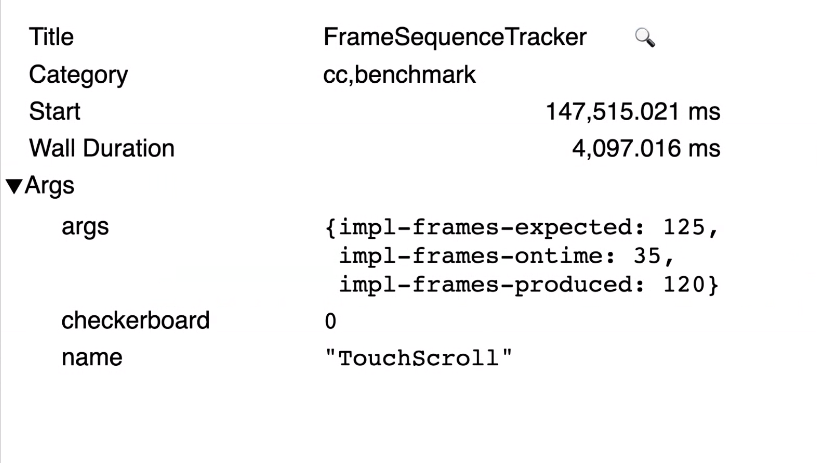 Title FrameSequenceTracker
Category cc,benchmark
Start 147,515.021 ms
Wall Duration 4,097.016 ms
▼Args
args {impl-frames-expected: 125,
impl-frames-ontime: 35,
impl-frames-produced: 120}
checkerboard 0
name "TouchScroll"